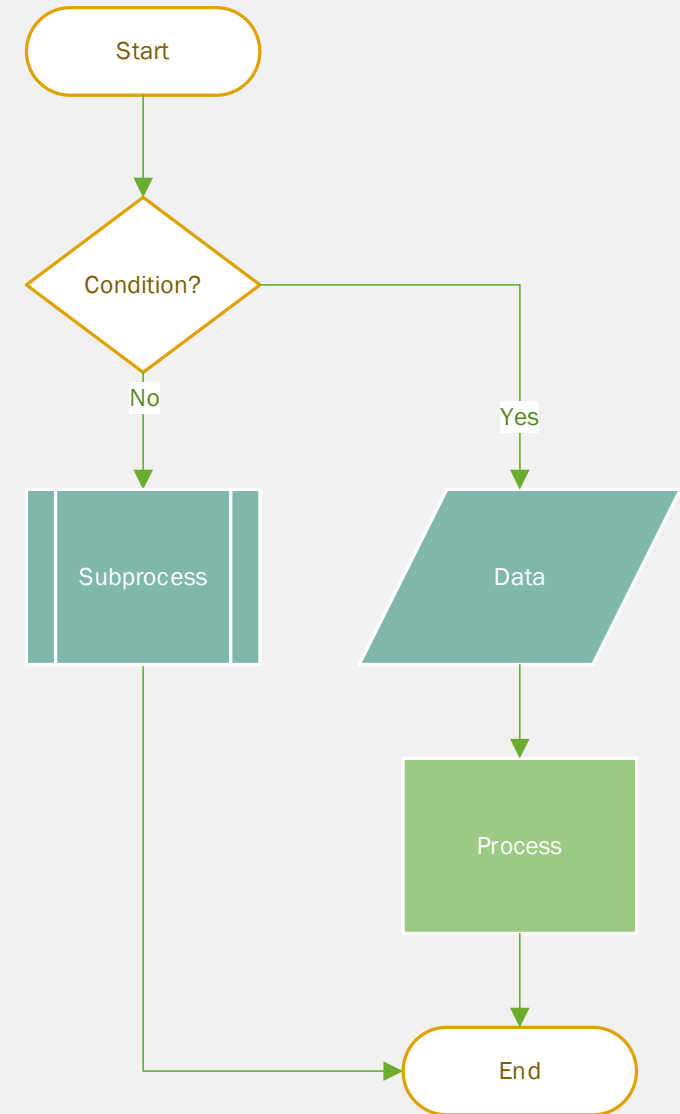 Start
Condition?
No
Yes
Subprocess
Data
Process
End